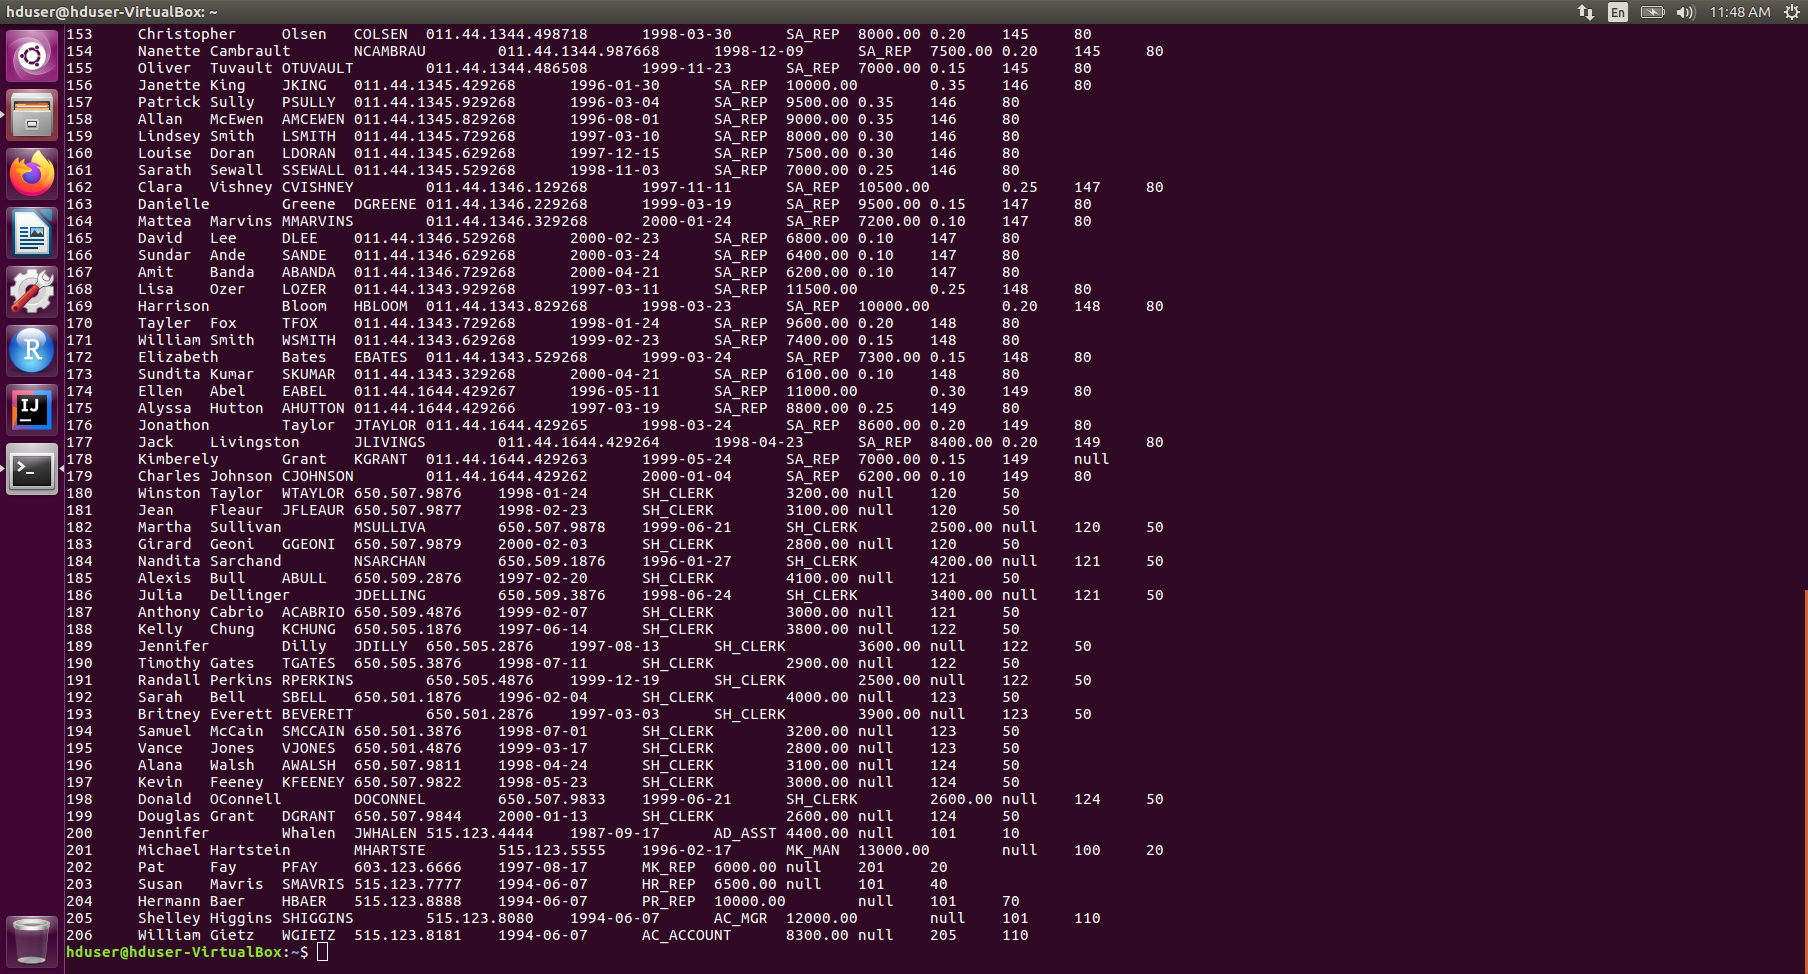 hduser@hduser-VirtualBox: ~ En 11:48 AM
153 Christopher Olsen COLSEN 011.44.1344.498718 1998-03-30 SA_REP 8000.00 0.20 145 80
154 Nanette Cambrault NCAMBRAU 011.44.1344.987668 1998-12-09 SA_REP 7500.00 0.20 145 80
155 Oliver Tuvault OTUVAULT 011.44.1344.486508 1999-11-23 SA_REP 7000.00 0.15 145 80
156 Janette King JKING 011.44.1345.429268 1996-01-30 SA_REP 10000.00 0.35 146 80
157 Patrick Sully PSULLY 011.44.1345.929268 1996-03-04 SA_REP 9500.00 0.35 146 80
158 Allan McEwen AMCEWEN 011.44.1345.829268 1996-08-01 SA_REP 9000.00 0.35 146 80
159 Lindsey Smith LSMITH 011.44.1345.729268 1997-03-10 SA_REP 8000.00 0.30 146 80
160 Louise Doran LDORAN 011.44.1345.629268 1997-12-15 SA_REP 7500.00 0.30 146 80
161 Sarath Sewall SSEWALL 011.44.1345.529268 1998-11-03 SA_REP 7000.00 0.25 146 80
162 Clara Vishney CVISHNEY 011.44.1346.129268 1997-11-11 SA_REP 10500.00 0.25 147 80
163 Danielle Greene DGREENE 011.44.1346.229268 1999-03-19 SA_REP 9500.00 0.15 147 80
164 Mattea Marvins MMARVINS 011.44.1346.329268 2000-01-24 SA_REP 7200.00 0.10 147 80
165 David Lee DLEE 011.44.1346.529268 2000-02-23 SA_REP 6800.00 0.10 147 80
166 Sundar Ande SANDE 011.44.1346.629268 2000-03-24 SA_REP 6400.00 0.10 147 80
167 Amit Banda ABANDA 011.44.1346.729268 2000-04-21 SA_REP 6200.00 0.10 147 80
168 Lisa Ozer LOZER 011.44.1343.929268 1997-03-11 SA_REP 11500.00 0.25 148 80
169 Harrison Bloom HBLOOM 011.44.1343.829268 1998-03-23 SA_REP 10000.00 0.20 148 80
170 Tayler Fox TFOX 011.44.1343.729268 1998-01-24 SA_REP 9600.00 0.20 148 80
171 William Smith WSMITH 011.44.1343.629268 1999-02-23 SA_REP 7400.00 0.15 148 80
172 Elizabeth Bates EBATES 011.44.1343.529268 1999-03-24 SA_REP 7300.00 0.15 148 80
173 Sundita Kumar SKUMAR 011.44.1343.329268 2000-04-21 SA_REP 6100.00 0.10 148 80
174 Ellen Abel EABEL 011.44.1644.429267 1996-05-11 SA_REP 11000.00 0.30 149 80
175 Alyssa Hutton AHUTTON 011.44.1644.429266 1997-03-19 SA_REP 8800.00 0.25 149 80
176 Jonathon Taylor JTAYLOR 011.44.1644.429265 1998-03-24 SA_REP 8600.00 0.20 149 80
177 Jack Livingston JLIVINGS 011.44.1644.429264 1998-04-23 SA_REP 8400.00 0.20 149 80
178 Kimberely Grant KGRANT 011.44.1644.429263 1999-05-24 SA_REP 7000.00 0.15 149 null
179 Charles Johnson CJOHNSON 011.44.1644.429262 2000-01-04 SA_REP 6200.00 0.10 149 80
180 Winston Taylor WTAYLOR 650.507.9876 1998-01-24 SH_CLERK 3200.00 null 120 50
181 Jean Fleaur JFLEAUR 650.507.9877 1998-02-23 SH_CLERK 3100.00 null 120 50
182 Martha Sullivan MSULLIVA 650.507.9878 1999-06-21 SH_CLERK 2500.00 null 120 50
183 Girard Geoni GGEONI 650.507.9879 2000-02-03 SH_CLERK 2800.00 null 120 50
184 Nandita Sarchand NSARCHAN 650.509.1876 1996-01-27 SH_CLERK 4200.00 null 121 50
185 Alexis Bull ABULL 650.509.2876 1997-02-20 SH_CLERK 4100.00 null 121 50
186 Julia Dellinger JDELLING 650.509.3876 1998-06-24 SH_CLERK 3400.00 null 121 50
187 Anthony Cabrio ACABRIO 650.509.4876 1999-02-07 SH_CLERK 3000.00 null 121 50
188 Kelly Chung KCHUNG 650.505.1876 1997-06-14 SH_CLERK 3800.00 null 122 50
189 Jennifer Dilly JDILLY 650.505.2876 1997-08-13 SH_CLERK 3600.00 null 122 50
190 Timothy Gates TGATES 650.505.3876 1998-07-11 SH_CLERK 2900.00 null 122 50
191 Randall Perkins RPERKINS 650.505.4876 1999-12-19 SH_CLERK 2500.00 null 122 50
192 Sarah Bell SBELL 650.501.1876 1996-02-04 SH_CLERK 4000.00 null 123 50
193 Britney Everett BEVERETT 650.501.2876 1997-03-03 SH_CLERK 3900.00 null 123 50
194 Samuel McCain SMCCAIN 650.501.3876 1998-07-01 SH_CLERK 3200.00 null 123 50
195 Vance Jones VJONES 650.501.4876 1999-03-17 SH_CLERK 2800.00 null 123 50
196 Alana Walsh AWALSH 650.507.9811 1998-04-24 SH_CLERK 3100.00 null 124 50
197 Kevin Feeney KFEENEY 650.507.9822 1998-05-23 SH_CLERK 3000.00 null 124 50
198 Donald OConnell DOCONNEL 650.507.9833 1999-06-21 SH_CLERK 2600.00 null 124 50
199 Douglas Grant DGRANT 650.507.9844 2000-01-13 SH_CLERK 2600.00 null 124 50
200 Jennifer Whalen JWHALEN 515.123.4444 1987-09-17 AD_ASST 4400.00 null 101 10
201 Michael Hartstein MHARTSTE 515.123.5555 1996-02-17 MK_MAN 13000.00 null 100 20
202 Pat Fay PFAY 603.123.6666 1997-08-17 MK_REP 6000.00 null 201 20
203 Susan Mavris SMAVRIS 515.123.7777 1994-06-07 HR_REP 6500.00 null 101 40
204 Hermann Baer HBAER 515.123.8888 1994-06-07 PR_REP 10000.00 null 101 70
205 Shelley Higgins SHIGGINS 515.123.8080 1994-06-07 AC_MGR 12000.00 null 101 110
206 William Gietz WGIETZ 515.123.8181 1994-06-07 AC_ACCOUNT 8300.00 null 205 110
hduser@hduser-VirtualBox:~$
R
IJ
>_